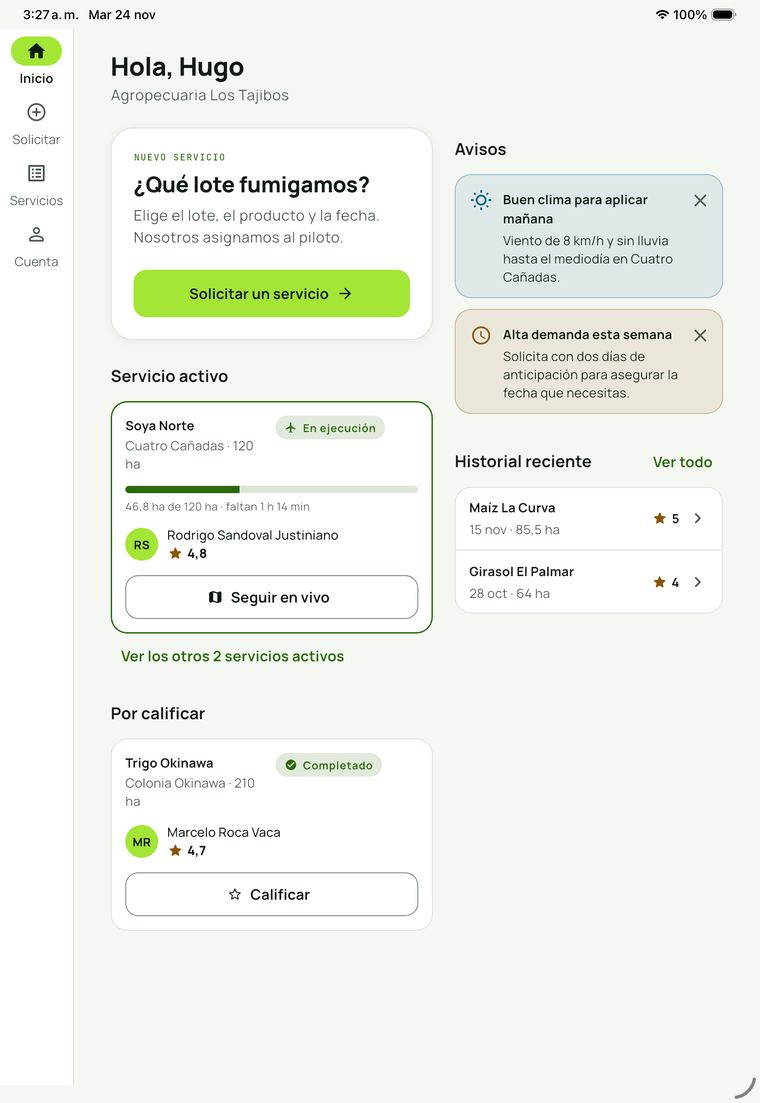 3:27 a. m. Mar 24 nov
100%
Inicio
Solicitar
Servicios
Cuenta
Hola, Hugo
Agropecuaria Los Tajibos
NUEVO SERVICIO
¿Qué lote fumigamos?
Elige el lote, el producto y la fecha.
Nosotros asignamos al piloto.
Solicitar un servicio
Servicio activo
Soya Norte
En ejecución
Cuatro Cañadas · 120
ha
46,8 ha de 120 ha · faltan 1 h 14 min
RS
Rodrigo Sandoval Justiniano
4,8
Seguir en vivo
Ver los otros 2 servicios activos
Por calificar
Trigo Okinawa
Completado
Colonia Okinawa · 210
ha
MR
Marcelo Roca Vaca
4,7
Calificar
Avisos
Buen clima para aplicar
mañana
Viento de 8 km/h y sin lluvia
hasta el mediodía en Cuatro
Cañadas.
Alta demanda esta semana
Solicita con dos días de
anticipación para asegurar la
fecha que necesitas.
Historial reciente
Ver todo
Maíz La Curva
15 nov · 85,5 ha
5
Girasol El Palmar
28 oct · 64 ha
4